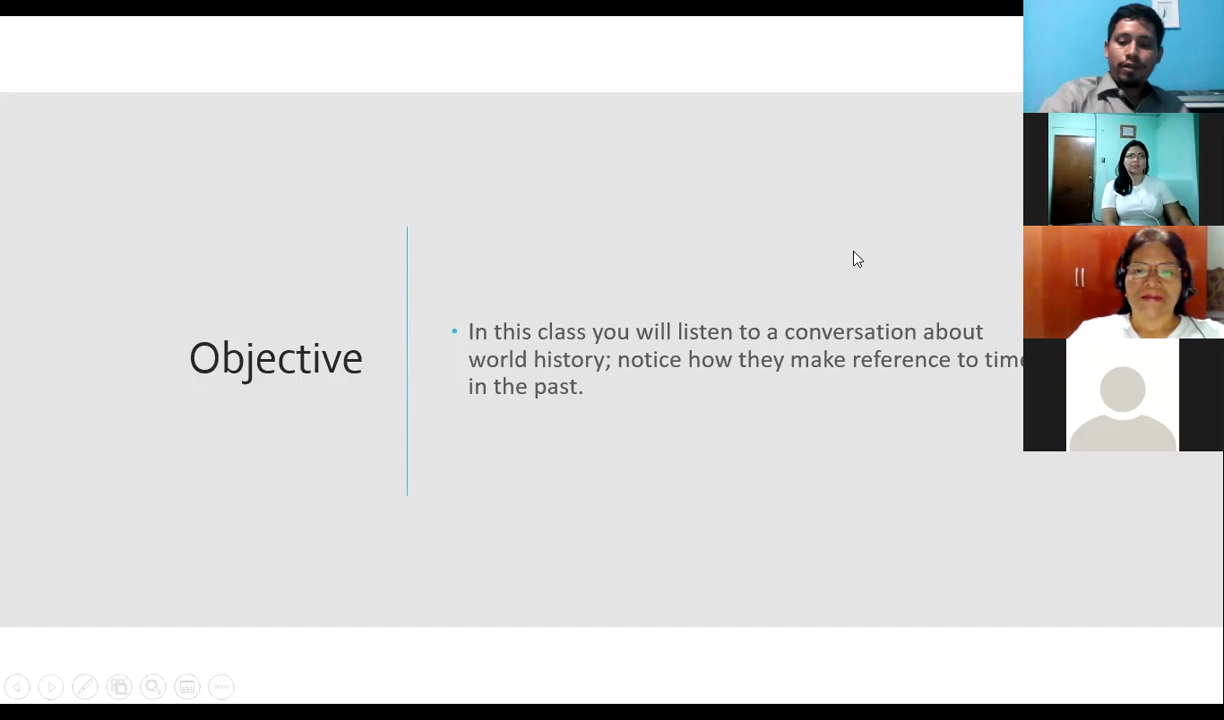 Objective
• In this class you will listen to a conversation about
world history; notice how they make reference to time
in the past.